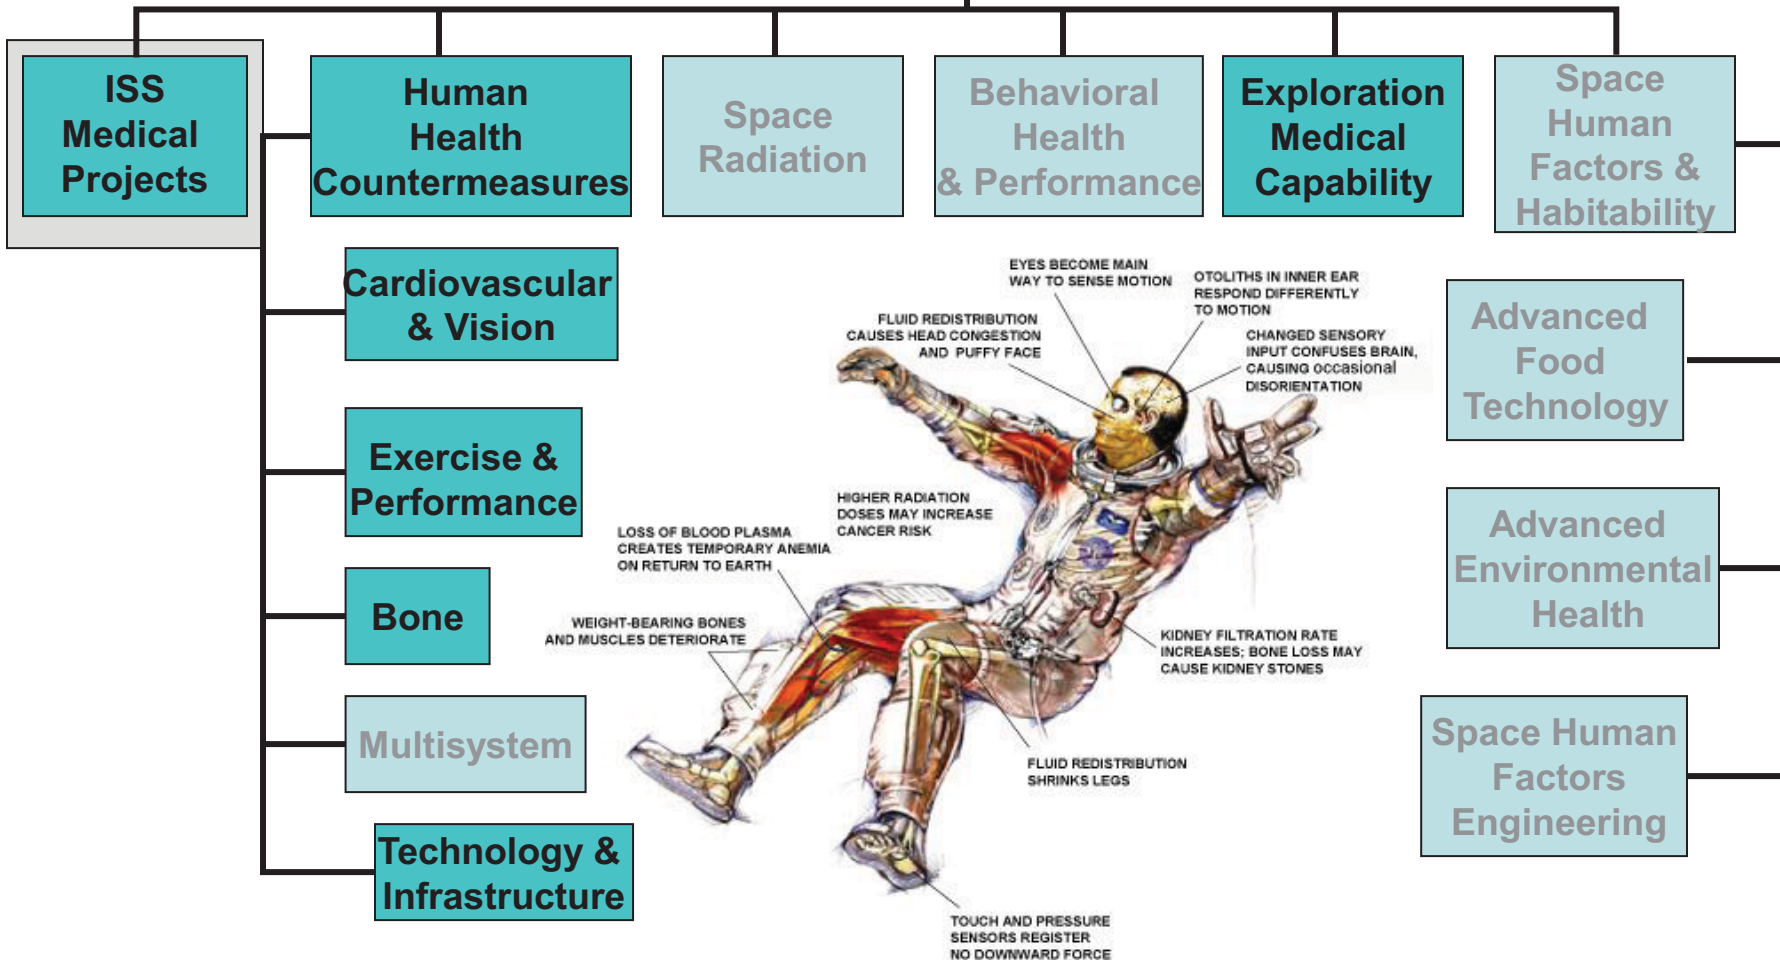 ISS
Medical
Projects
Human
Health
Countermeasures
Space
Radiation
Behavioral
Health
& Performance
Exploration
Medical
Capability
Space
Human
Factors &
Habitability
Cardiovascular
& Vision
Exercise &
Performance
Bone
Multisystem
Technology &
Infrastructure
EYES BECOME MAIN
WAY TO SENSE MOTION
OTOLITHS IN INNER EAR
RESPOND DIFFERENTLY
TO MOTION
FLUID REDISTRIBUTION
CAUSES HEAD CONGESTION
AND PUFFY FACE
CHANGED SENSORY
INPUT CONFUSES BRAIN,
CAUSING occasional
DISORIENTATION
HIGHER RADIATION
DOSES MAY INCREASE
CANCER RISK
LOSS OF BLOOD PLASMA
CREATES TEMPORARY ANEMIA
ON RETURN TO EARTH
WEIGHT-BEARING BONES
AND MUSCLES DETERIORATE
KIDNEY FILTRATION RATE
INCREASES; BONE LOSS MAY
CAUSE KIDNEY STONES
FLUID REDISTRIBUTION
SHRINKS LEGS
TOUCH AND PRESSURE
SENSORS REGISTER
NO DOWNWARD FORCE
Advanced
Food
Technology
Advanced
Environmental
Health
Space Human
Factors
Engineering